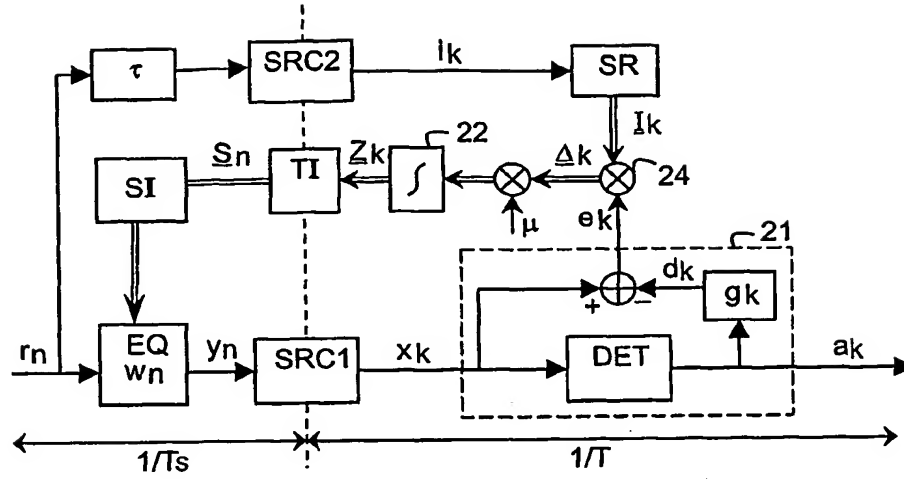 τ
SRC2
ik
SR
Ik
22
Sn
TI
Zk
∫
Δk
24
SI
μ
ek
21
dk
gk
+
−
rn
EQ
wn
yn
SRC1
xk
DET
ak
1/Ts
1/T